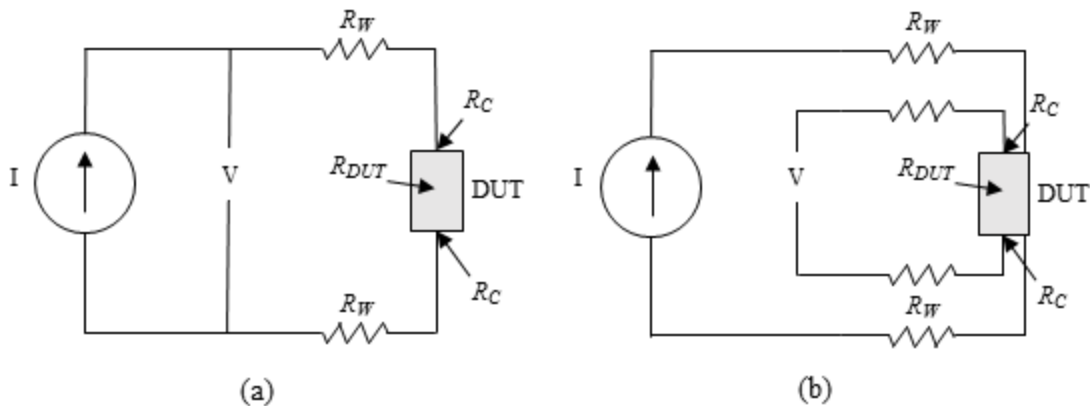 R_W
R_C
I
V
R_DUT
DUT
R_W
R_C
(a)
R_W
R_C
I
V
R_DUT
DUT
R_C
R_W
(b)